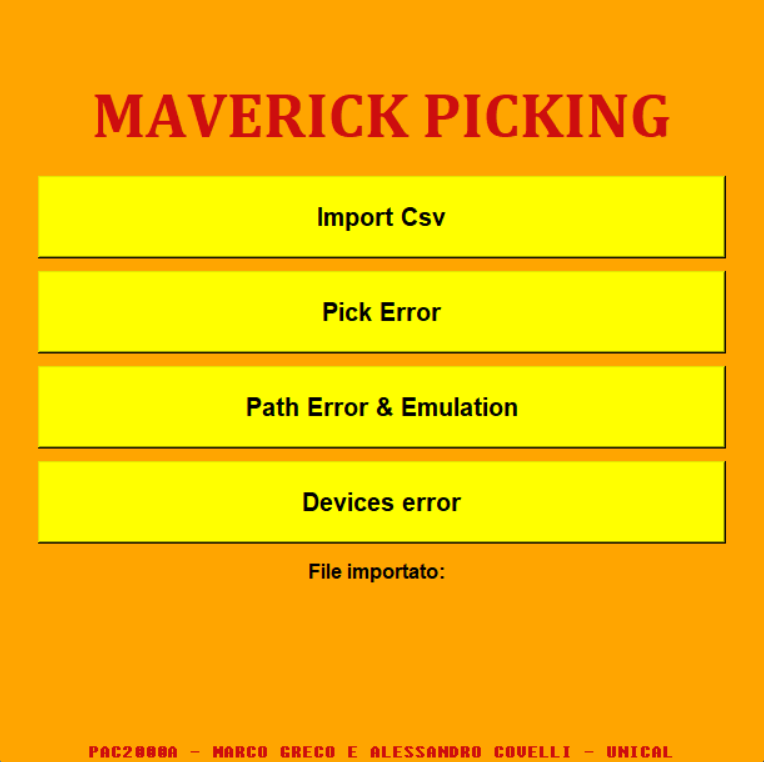 MAVERICK PICKING
Import Csv
Pick Error
Path Error & Emulation
Devices error
File importato:
PAC2000A - MARCO GRECO E ALESSANDRO COVELLI - UNICAL